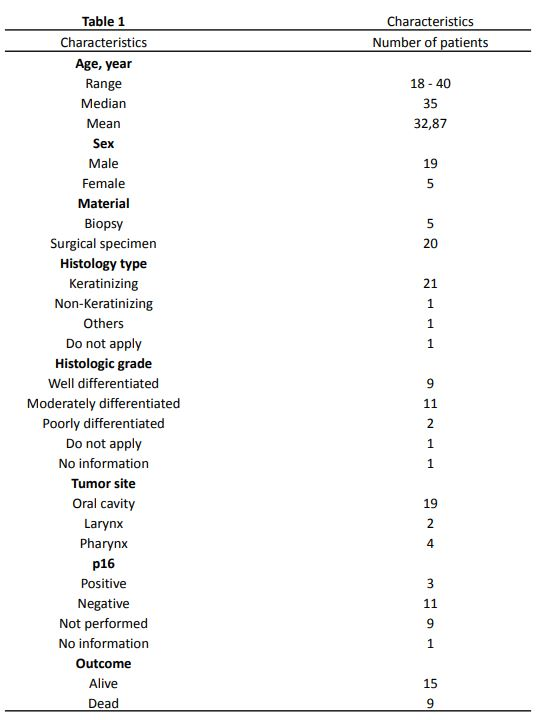 Table 1 Characteristics
Characteristics Number of patients
Age, year
Range 18 - 40
Median 35
Mean 32,87
Sex
Male 19
Female 5
Material
Biopsy 5
Surgical specimen 20
Histology type
Keratinizing 21
Non-Keratinizing 1
Others 1
Do not apply 1
Histologic grade
Well differentiated 9
Moderately differentiated 11
Poorly differentiated 2
Do not apply 1
No information 1
Tumor site
Oral cavity 19
Larynx 2
Pharynx 4
p16
Positive 3
Negative 11
Not performed 9
No information 1
Outcome
Alive 15
Dead 9